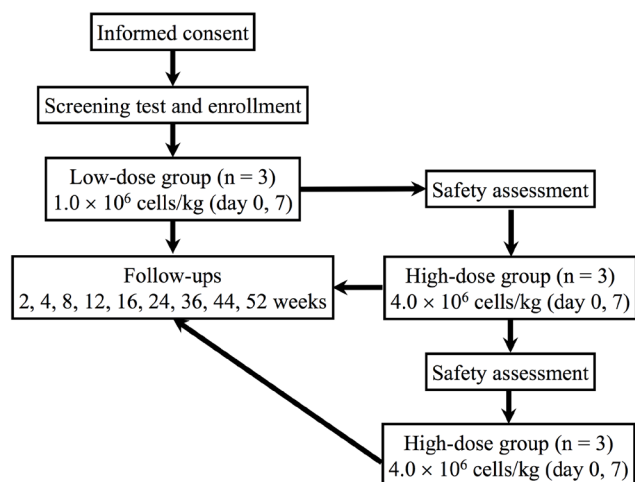 Informed consent
Screening test and enrollment
Low-dose group (n = 3)
1.0 × 10⁶ cells/kg (day 0, 7)
Safety assessment
Follow-ups
2, 4, 8, 12, 16, 24, 36, 44, 52 weeks
High-dose group (n = 3)
4.0 × 10⁶ cells/kg (day 0, 7)
Safety assessment
High-dose group (n = 3)
4.0 × 10⁶ cells/kg (day 0, 7)